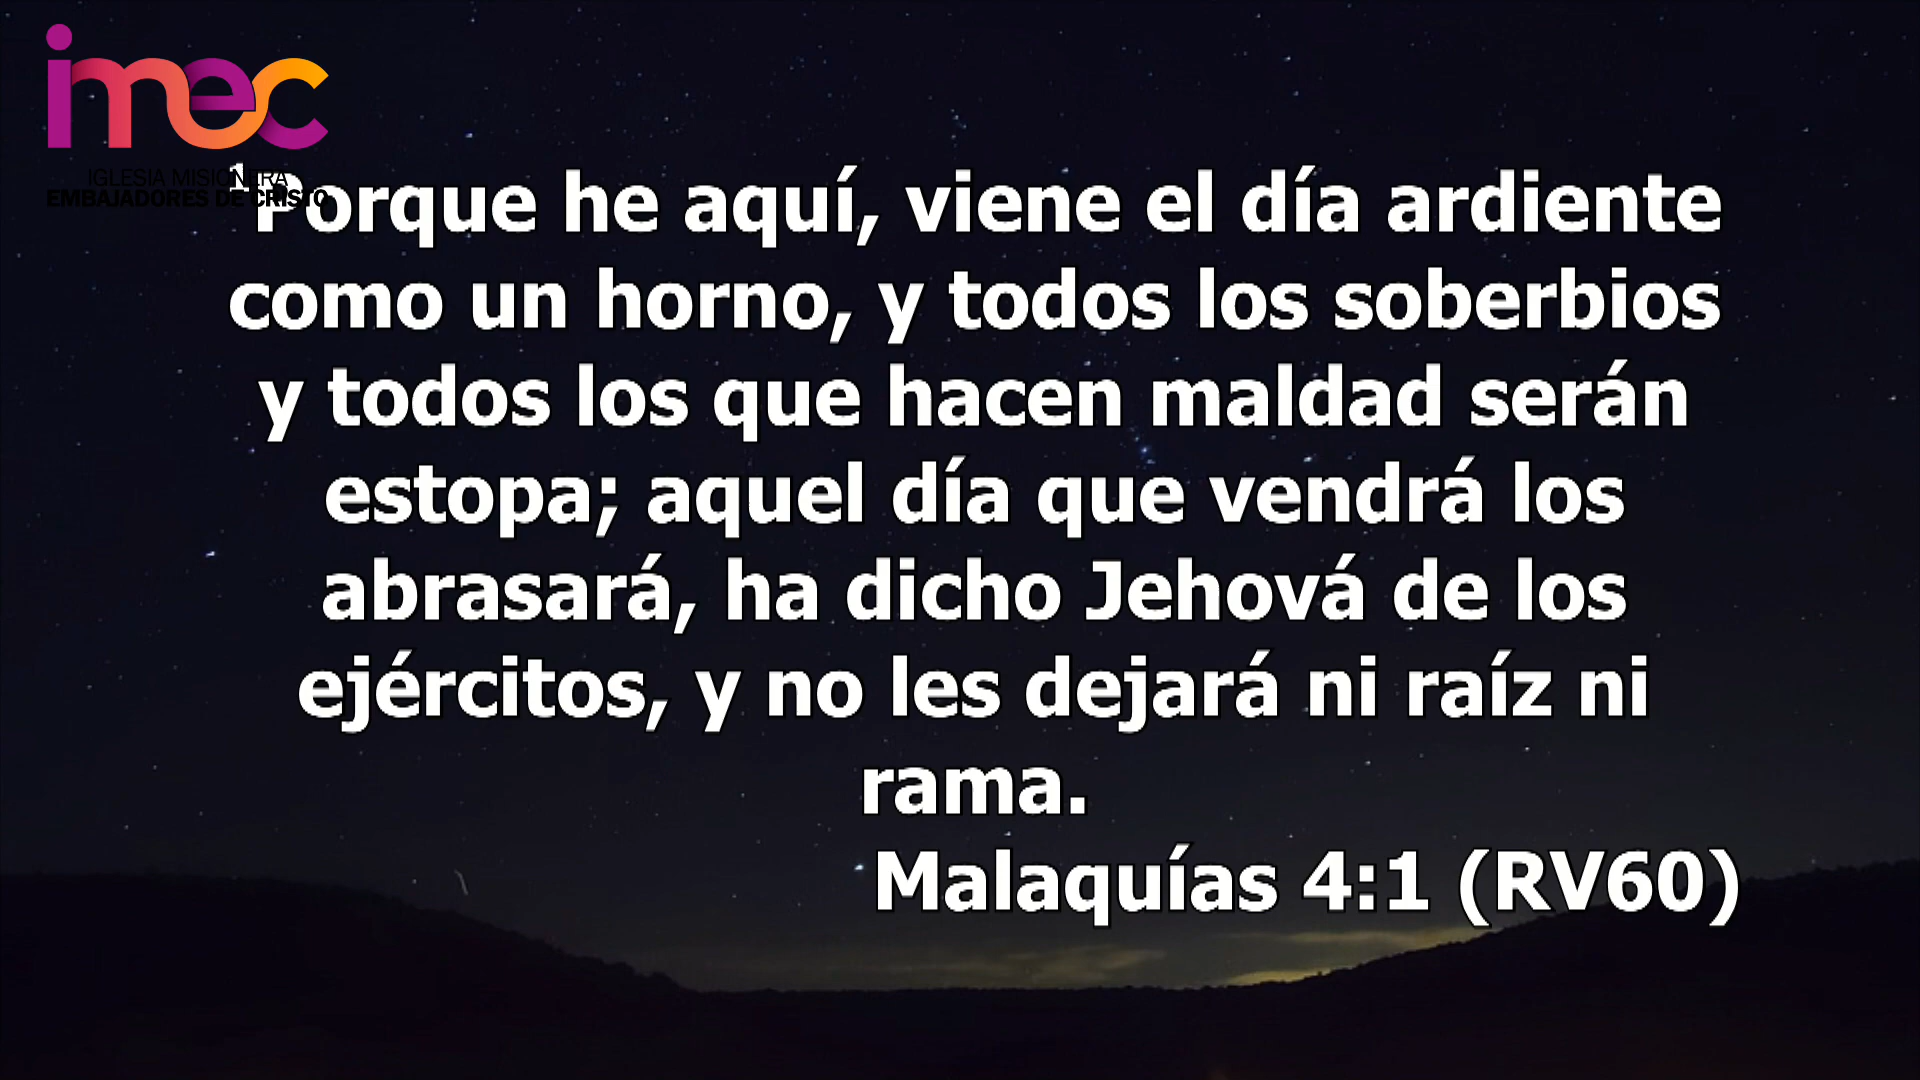 imec
IGLESIA MISIONERA
EMBAJADORES DE CRISTO
1Porque he aquí, viene el día ardiente
como un horno, y todos los soberbios
y todos los que hacen maldad serán
estopa; aquel día que vendrá los
abrasará, ha dicho Jehová de los
ejércitos, y no les dejará ni raíz ni
rama.
Malaquías 4:1 (RV60)